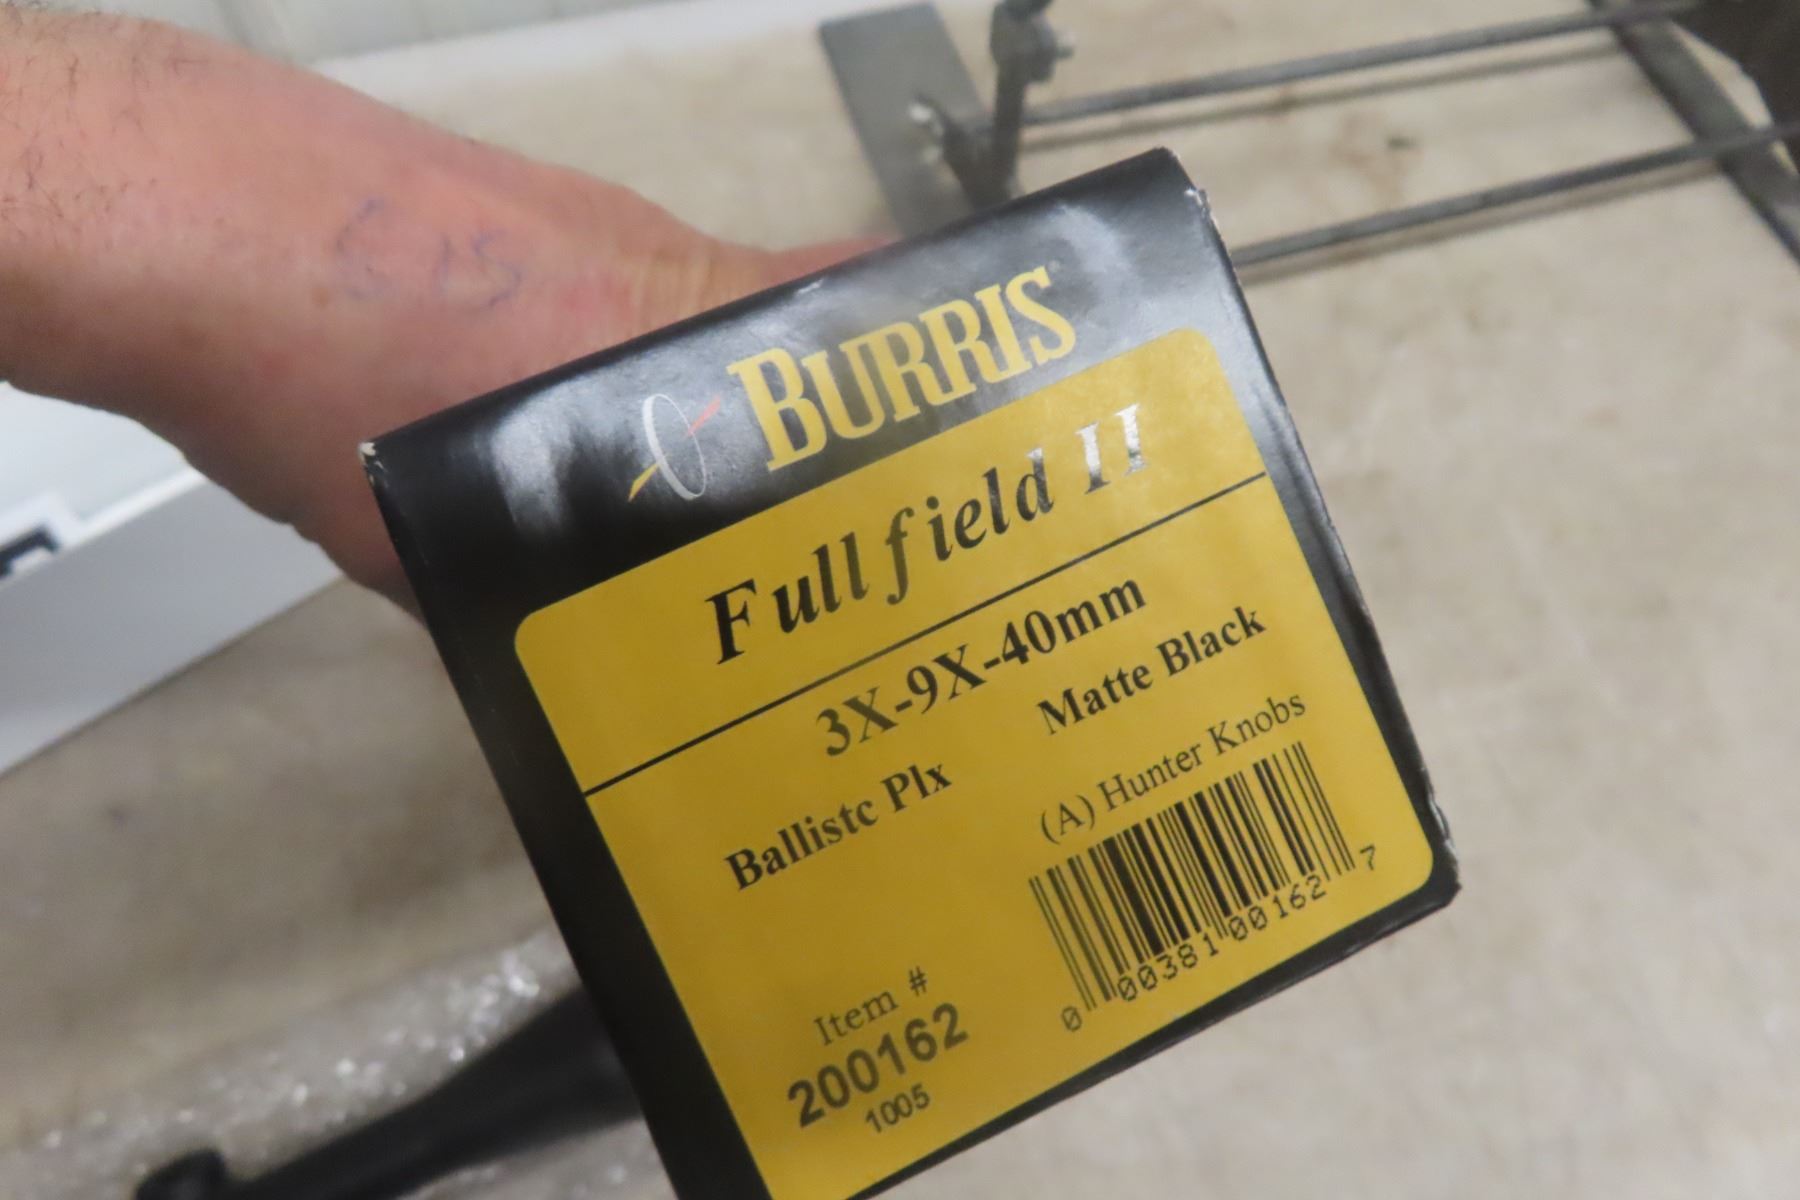 BURRIS
Fullfield II
3X-9X-40mm
Ballistc Plx
Matte Black
(A) Hunter Knobs
0 00381 00162 7
Item #
200162
1005